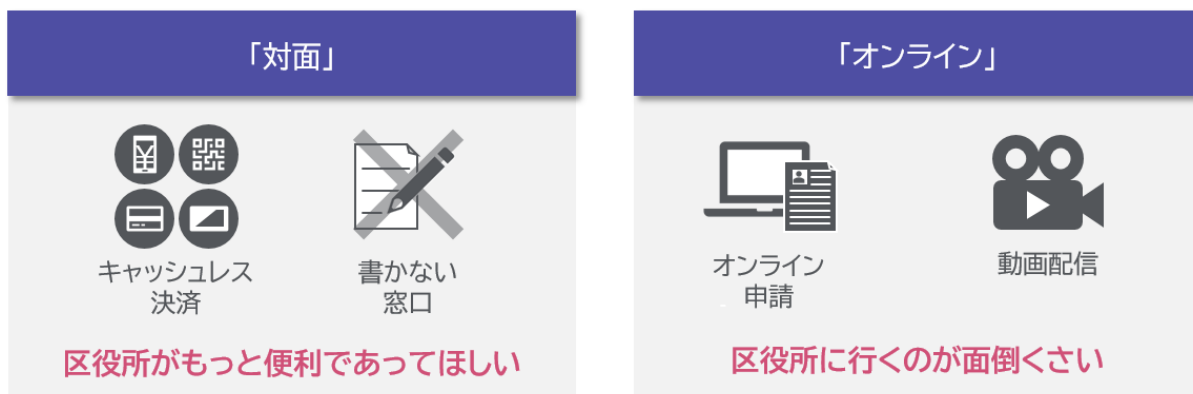 「対面」
キャッシュレス
決済
書かない
窓口
区役所がもっと便利であってほしい
「オンライン」
オンライン
申請
動画配信
区役所に行くのが面倒くさい